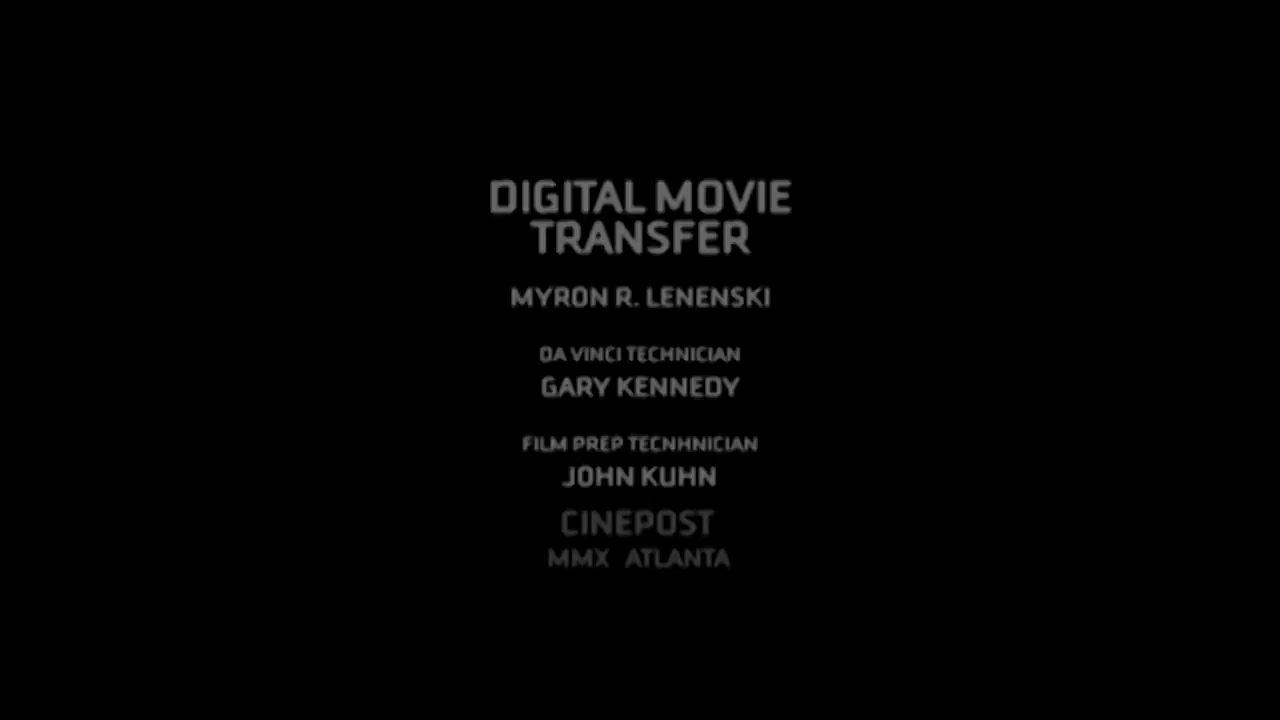 DIGITAL MOVIE
TRANSFER
MYRON R. LENENSKI
DA VINCI TECHNICIAN
GARY KENNEDY
FILM PREP TECNHNICIAN
JOHN KUHN
CINEPOST
MMX ATLANTA